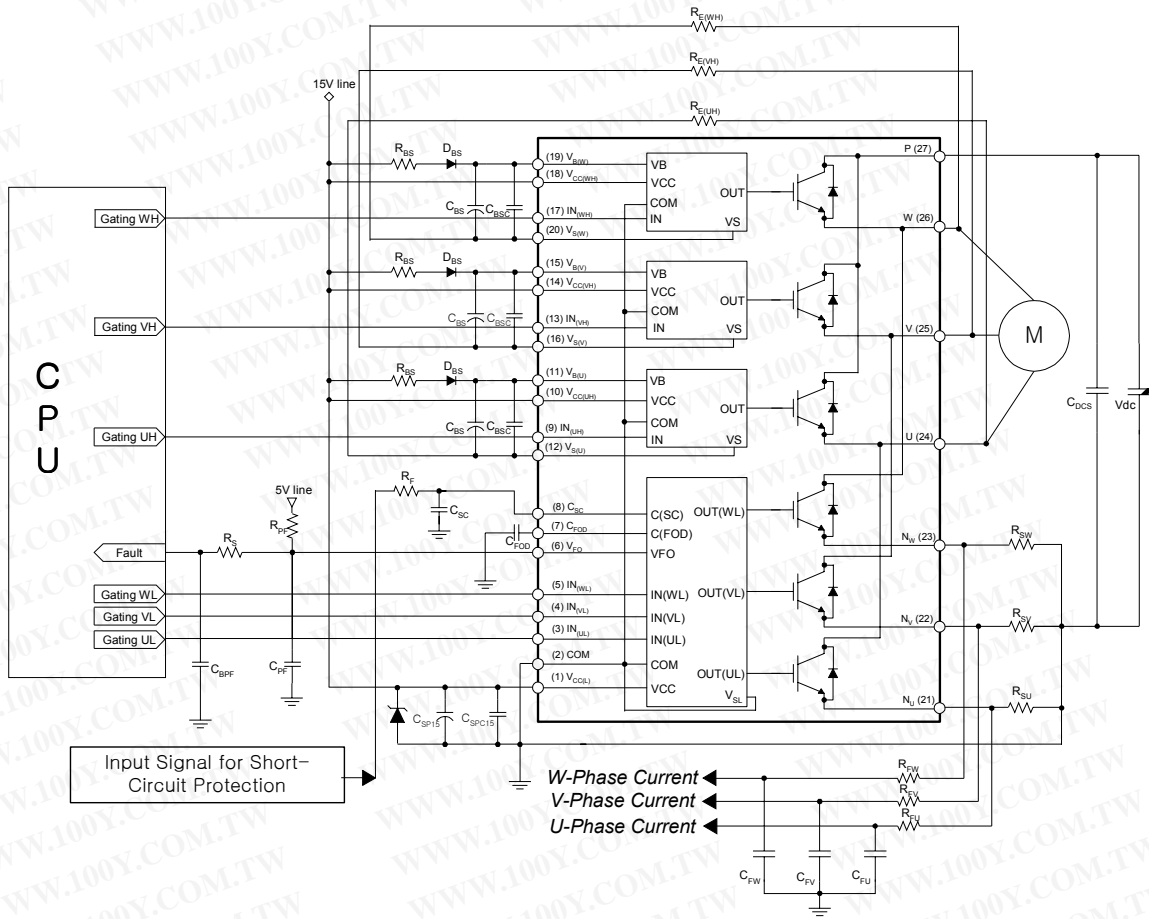 R_E(WH)
R_E(VH)
R_E(UH)
15V line
R_BS D_BS
C_BS C_BSC
(19) V_B(W)
(18) V_CC(WH)
(17) IN_(WH)
(20) V_S(W)
VB
VCC
COM
IN
OUT
VS
P (27)
W (26)
Gating WH
R_BS D_BS
C_BS C_BSC
(15) V_B(V)
(14) V_CC(VH)
(13) IN_(VH)
(16) V_S(V)
VB
VCC
COM
IN
OUT
VS
V (25)
M
Gating VH
R_BS D_BS
C_BS C_BSC
(11) V_B(U)
(10) V_CC(UH)
(9) IN_(UH)
(12) V_S(U)
VB
VCC
COM
IN
OUT
VS
U (24)
C_DCS
Vdc
Gating UH
CPU
5V line
R_F
C_SC
R_PF
R_S
C_FOD
(8) C_SC
(7) C_FOD
(6) V_FO
(5) IN_(WL)
(4) IN_(VL)
(3) IN_(UL)
(2) COM
(1) V_CC(L)
C(SC)
C(FOD)
VFO
IN(WL)
IN(VL)
IN(UL)
COM
VCC
OUT(WL)
OUT(VL)
OUT(UL)
V_SL
N_W (23)
N_V (22)
N_U (21)
R_SW
R_SV
R_SU
Fault
Gating WL
Gating VL
Gating UL
C_BPF
C_PF
C_SP15
C_SPC15
Input Signal for Short-
Circuit Protection
W-Phase Current
V-Phase Current
U-Phase Current
R_FW
R_FV
R_FU
C_FW
C_FV
C_FU
WWW.100Y.COM.TW